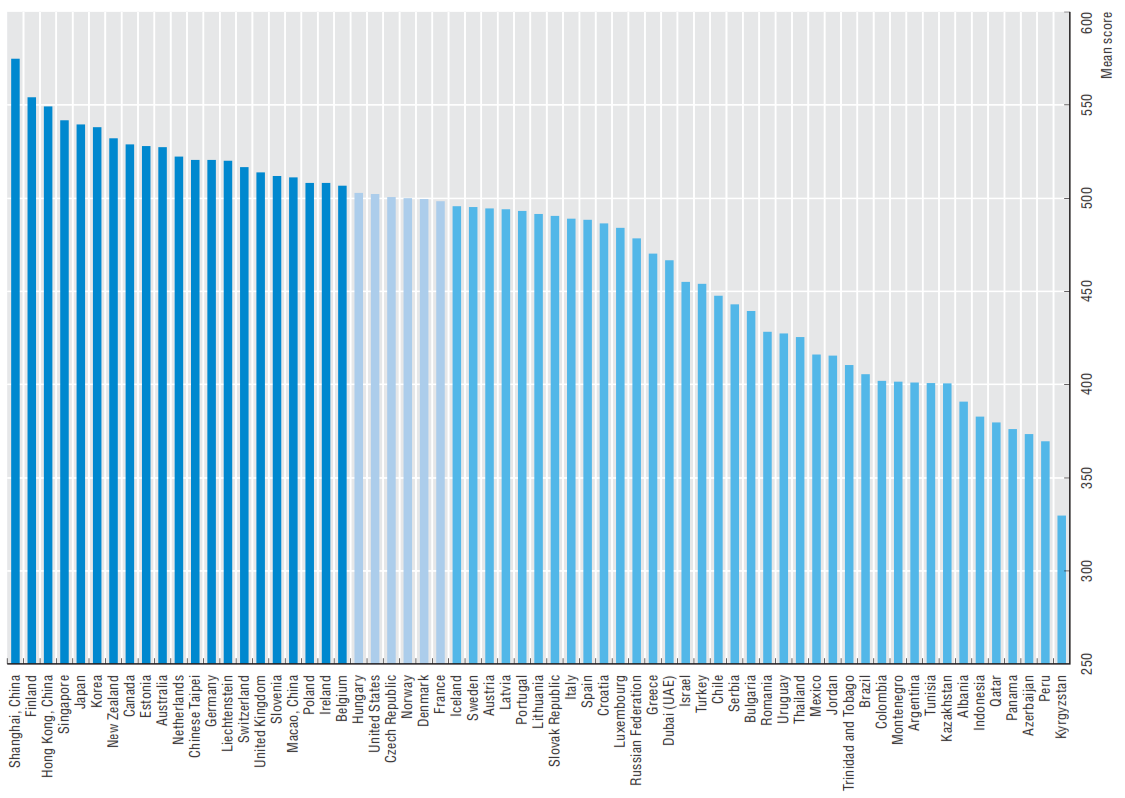 600
550
500
450
400
350
300
250
Mean score
Shanghai, China
Finland
Hong Kong, China
Singapore
Japan
Korea
New Zealand
Canada
Estonia
Australia
Netherlands
Chinese Taipei
Germany
Liechtenstein
Switzerland
United Kingdom
Slovenia
Macao, China
Poland
Ireland
Belgium
Hungary
United States
Czech Republic
Norway
Denmark
France
Iceland
Sweden
Austria
Latvia
Portugal
Lithuania
Slovak Republic
Italy
Spain
Croatia
Luxembourg
Russian Federation
Greece
Dubai (UAE)
Israel
Turkey
Chile
Serbia
Bulgaria
Romania
Uruguay
Thailand
Mexico
Jordan
Trinidad and Tobago
Brazil
Colombia
Montenegro
Argentina
Tunisia
Kazakhstan
Albania
Indonesia
Qatar
Panama
Azerbaijan
Peru
Kyrgyzstan